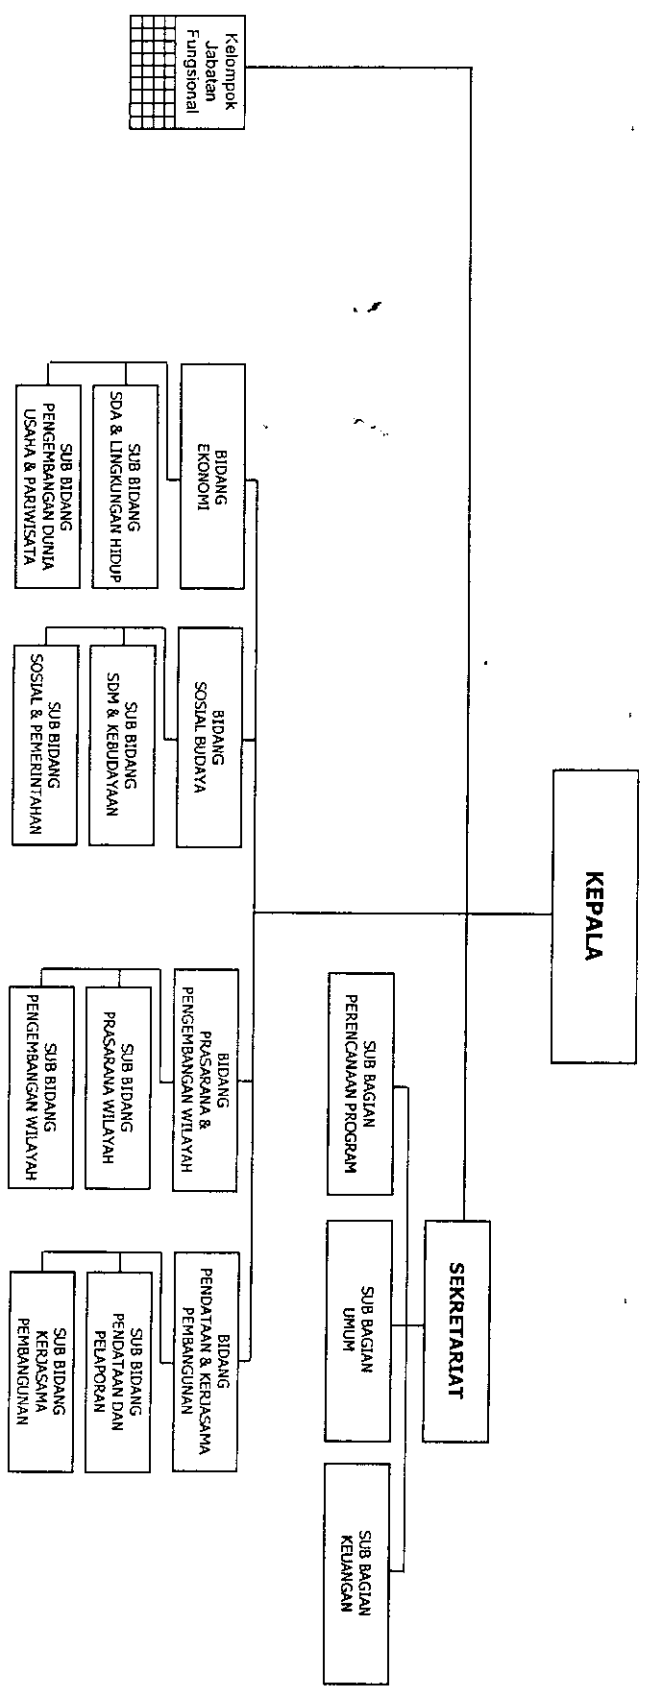 KEPALA
SEKRETARIAT
SUB BAGIAN
PERENCANAAN PROGRAM
SUB BAGIAN
UMUM
SUB BAGIAN
KEUANGAN
Kelompok
Jabatan
Fungsional
BIDANG
EKONOMI
SUB BIDANG
SDA & LINGKUNGAN HIDUP
SUB BIDANG
PENGEMBANGAN DUNIA
USAHA & PARIWISATA
BIDANG
SOSIAL BUDAYA
SUB BIDANG
SDM & KEBUDAYAAN
SUB BIDANG
SOSIAL & PEMERINTAHAN
BIDANG
PRASARANA &
PENGEMBANGAN WILAYAH
SUB BIDANG
PRASARANA WILAYAH
SUB BIDANG
PENGEMBANGAN WILAYAH
BIDANG
PENDATAAN & KERJASAMA
PEMBANGUNAN
SUB BIDANG
PENDATAAN DAN
PELAPORAN
SUB BIDANG
KERJASAMA
PEMBANGUNAN